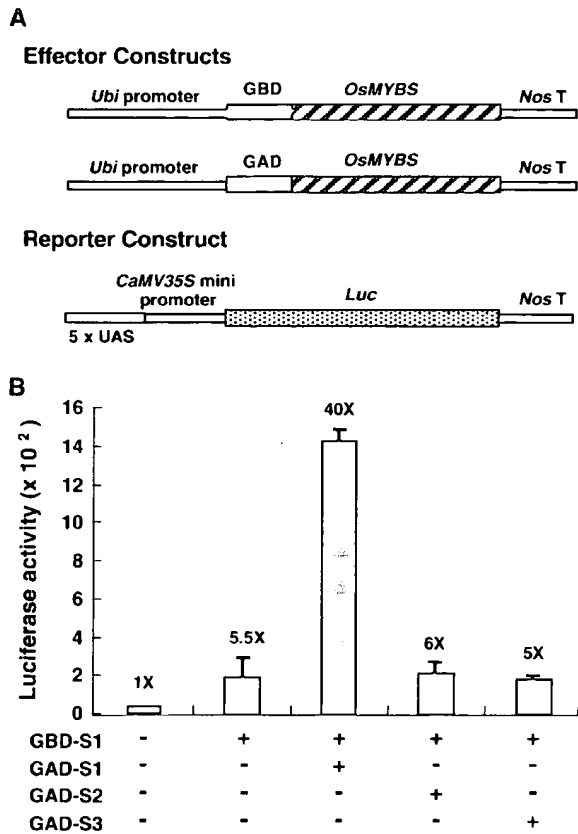 A
Effector Constructs
Ubi promoter GBD OsMYBS Nos T
Ubi promoter GAD OsMYBS Nos T
Reporter Construct
CaMV35S mini
promoter Luc Nos T
5 x UAS
B
Luciferase activity (x 10 2)
16
14
12
10
8
6
4
2
0
1X 5.5X 40X 6X 5X
GBD-S1 - + + + +
GAD-S1 - - + - -
GAD-S2 - - - + -
GAD-S3 - - - - +